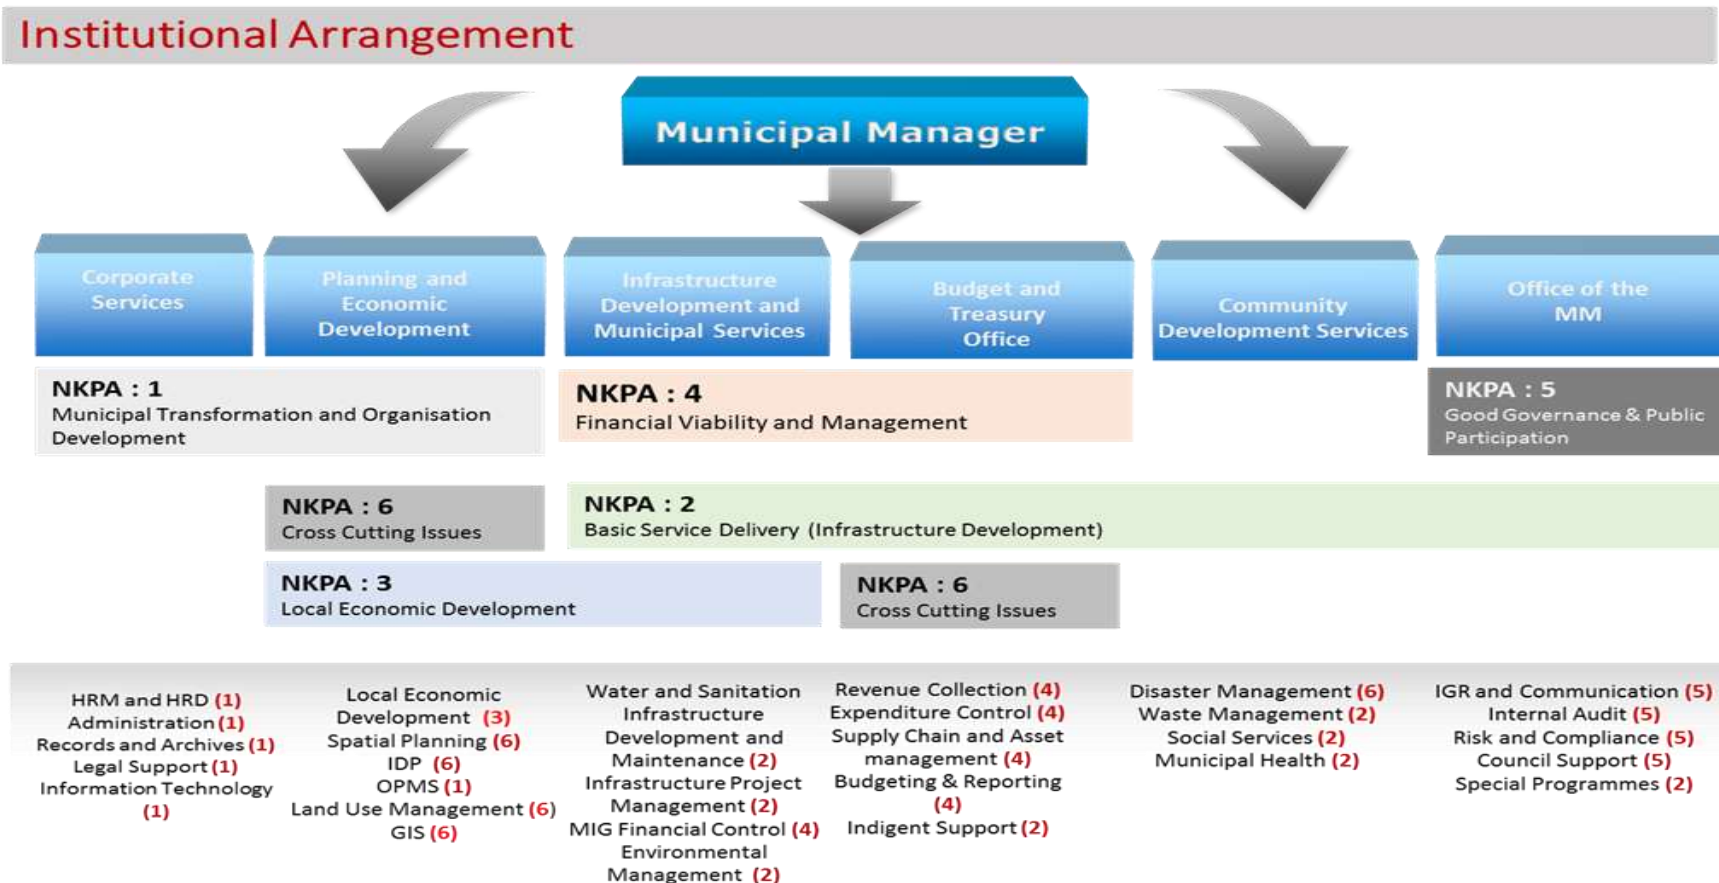 Institutional Arrangement
Municipal Manager
Corporate
Services
Planning and
Economic
Development
Infrastructure
Development and
Municipal Services
Budget and
Treasury
Office
Community
Development Services
Office of the
MM
NKPA : 1
Municipal Transformation and Organisation
Development
NKPA : 4
Financial Viability and Management
NKPA : 5
Good Governance & Public
Participation
NKPA : 6
Cross Cutting Issues
NKPA : 2
Basic Service Delivery (Infrastructure Development)
NKPA : 3
Local Economic Development
NKPA : 6
Cross Cutting Issues
HRM and HRD (1)
Administration (1)
Records and Archives (1)
Legal Support (1)
Information Technology
(1)
Local Economic
Development (3)
Spatial Planning (6)
IDP (6)
OPMS (1)
Land Use Management (6)
GIS (6)
Water and Sanitation
Infrastructure
Development and
Maintenance (2)
Infrastructure Project
Management (2)
MIG Financial Control (4)
Environmental
Management (2)
Revenue Collection (4)
Expenditure Control (4)
Supply Chain and Asset
management (4)
Budgeting & Reporting
(4)
Indigent Support (2)
Disaster Management (6)
Waste Management (2)
Social Services (2)
Municipal Health (2)
IGR and Communication (5)
Internal Audit (5)
Risk and Compliance (5)
Council Support (5)
Special Programmes (2)